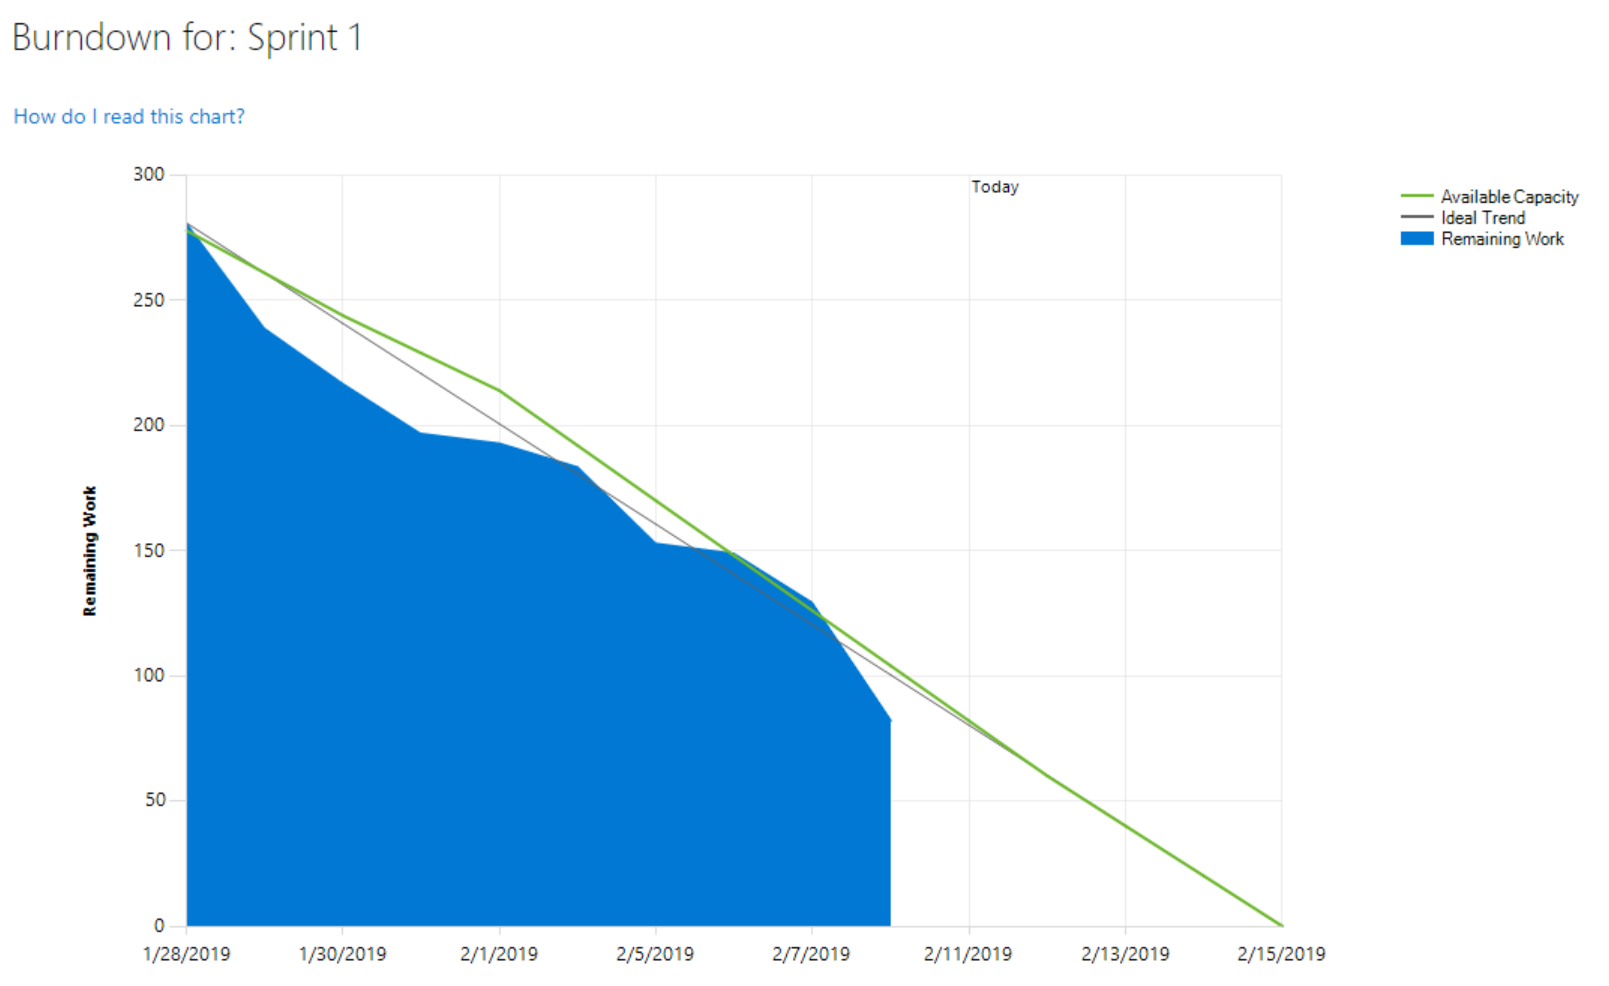 Burndown for: Sprint 1
How do I read this chart?
300
Today
Available Capacity
Ideal Trend
Remaining Work
250
200
150
100
50
0
Remaining Work
1/28/2019
1/30/2019
2/1/2019
2/5/2019
2/7/2019
2/11/2019
2/13/2019
2/15/2019